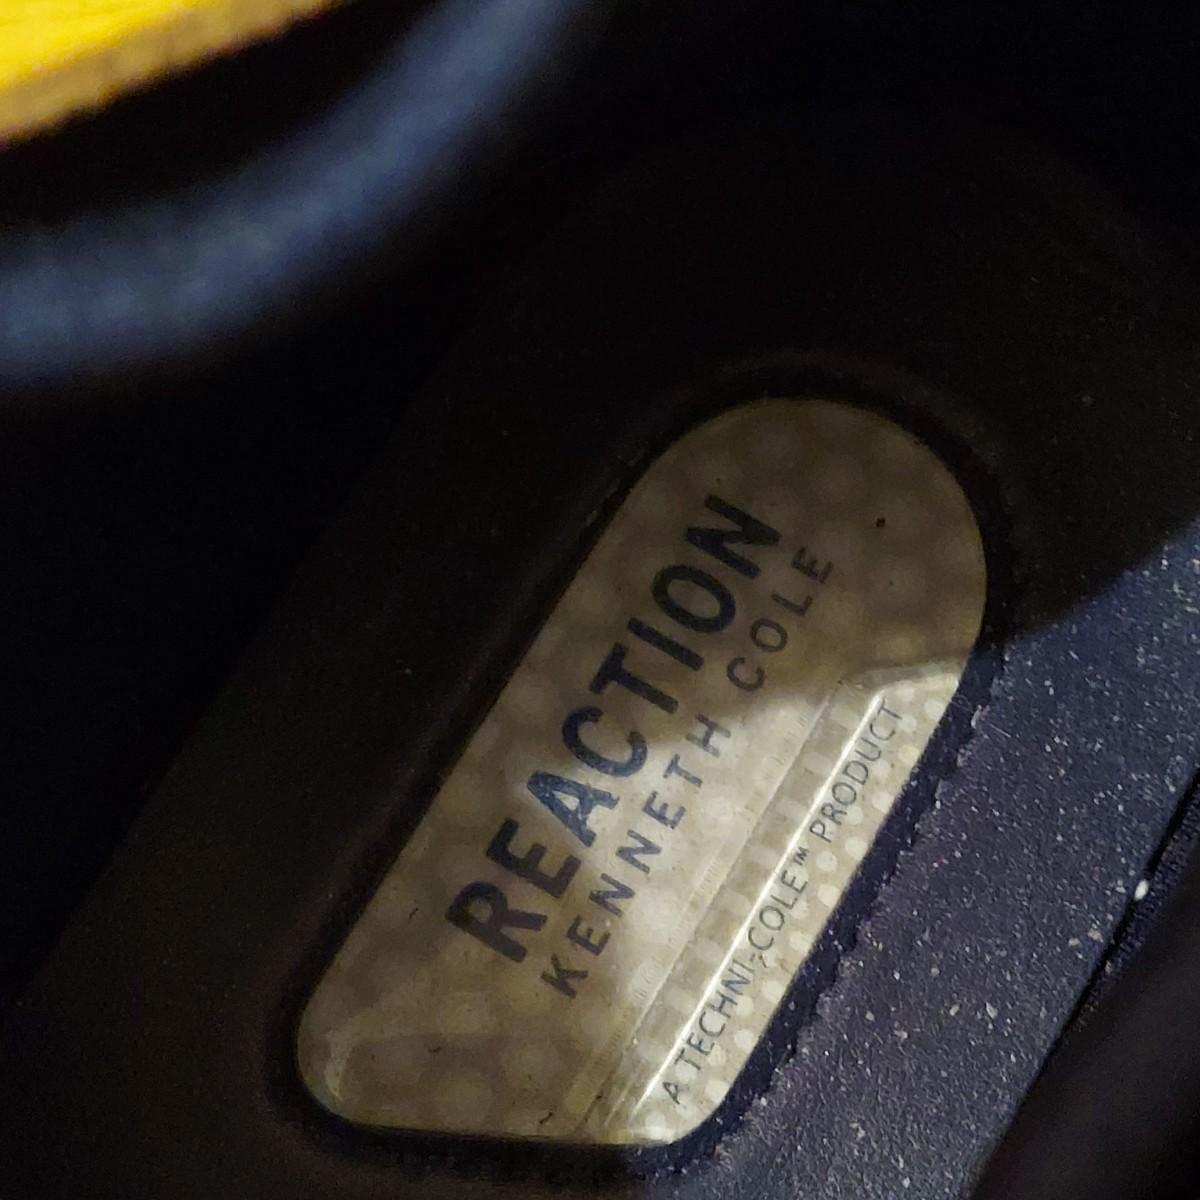 REACTION
KENNETH COLE
A TECHNI-COLE™ PRODUCT